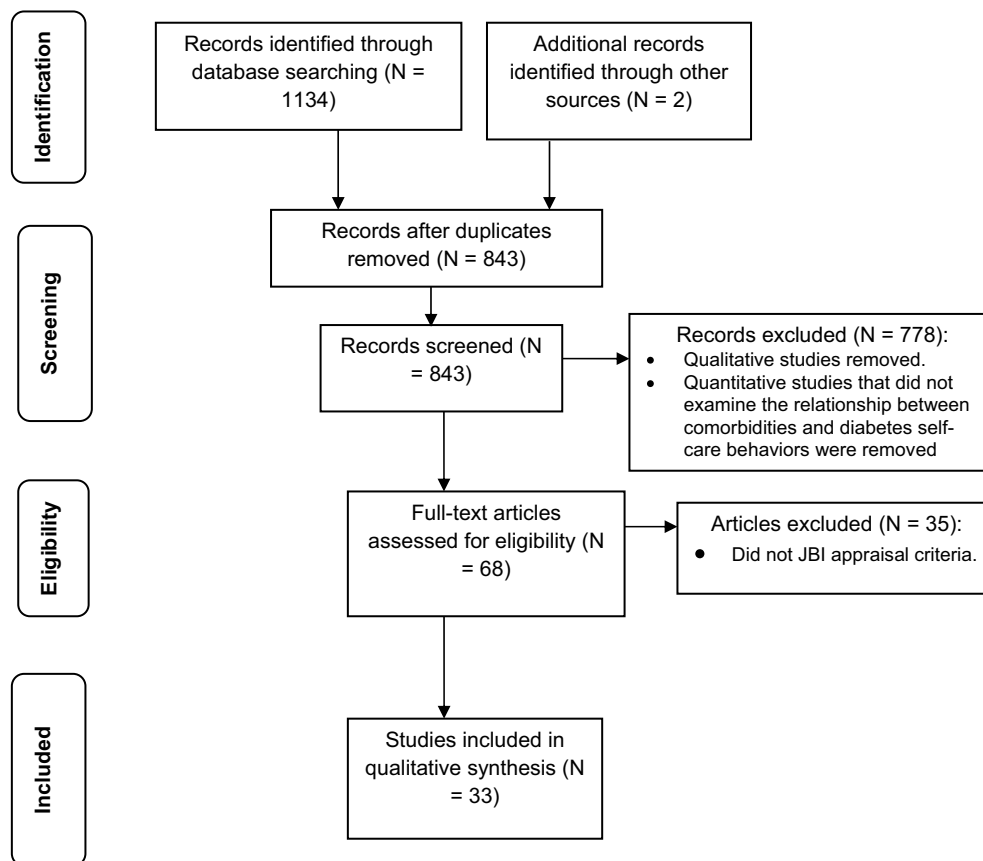 Identification
Records identified through
database searching (N =
1134)
Additional records
identified through other
sources (N = 2)
Screening
Records after duplicates
removed (N = 843)
Records screened (N
= 843)
Records excluded (N = 778):
• Qualitative studies removed.
• Quantitative studies that did not
examine the relationship between
comorbidities and diabetes self-
care behaviors were removed
Eligibility
Full-text articles
assessed for eligibility (N
= 68)
Articles excluded (N = 35):
• Did not JBI appraisal criteria.
Included
Studies included in
qualitative synthesis (N
= 33)